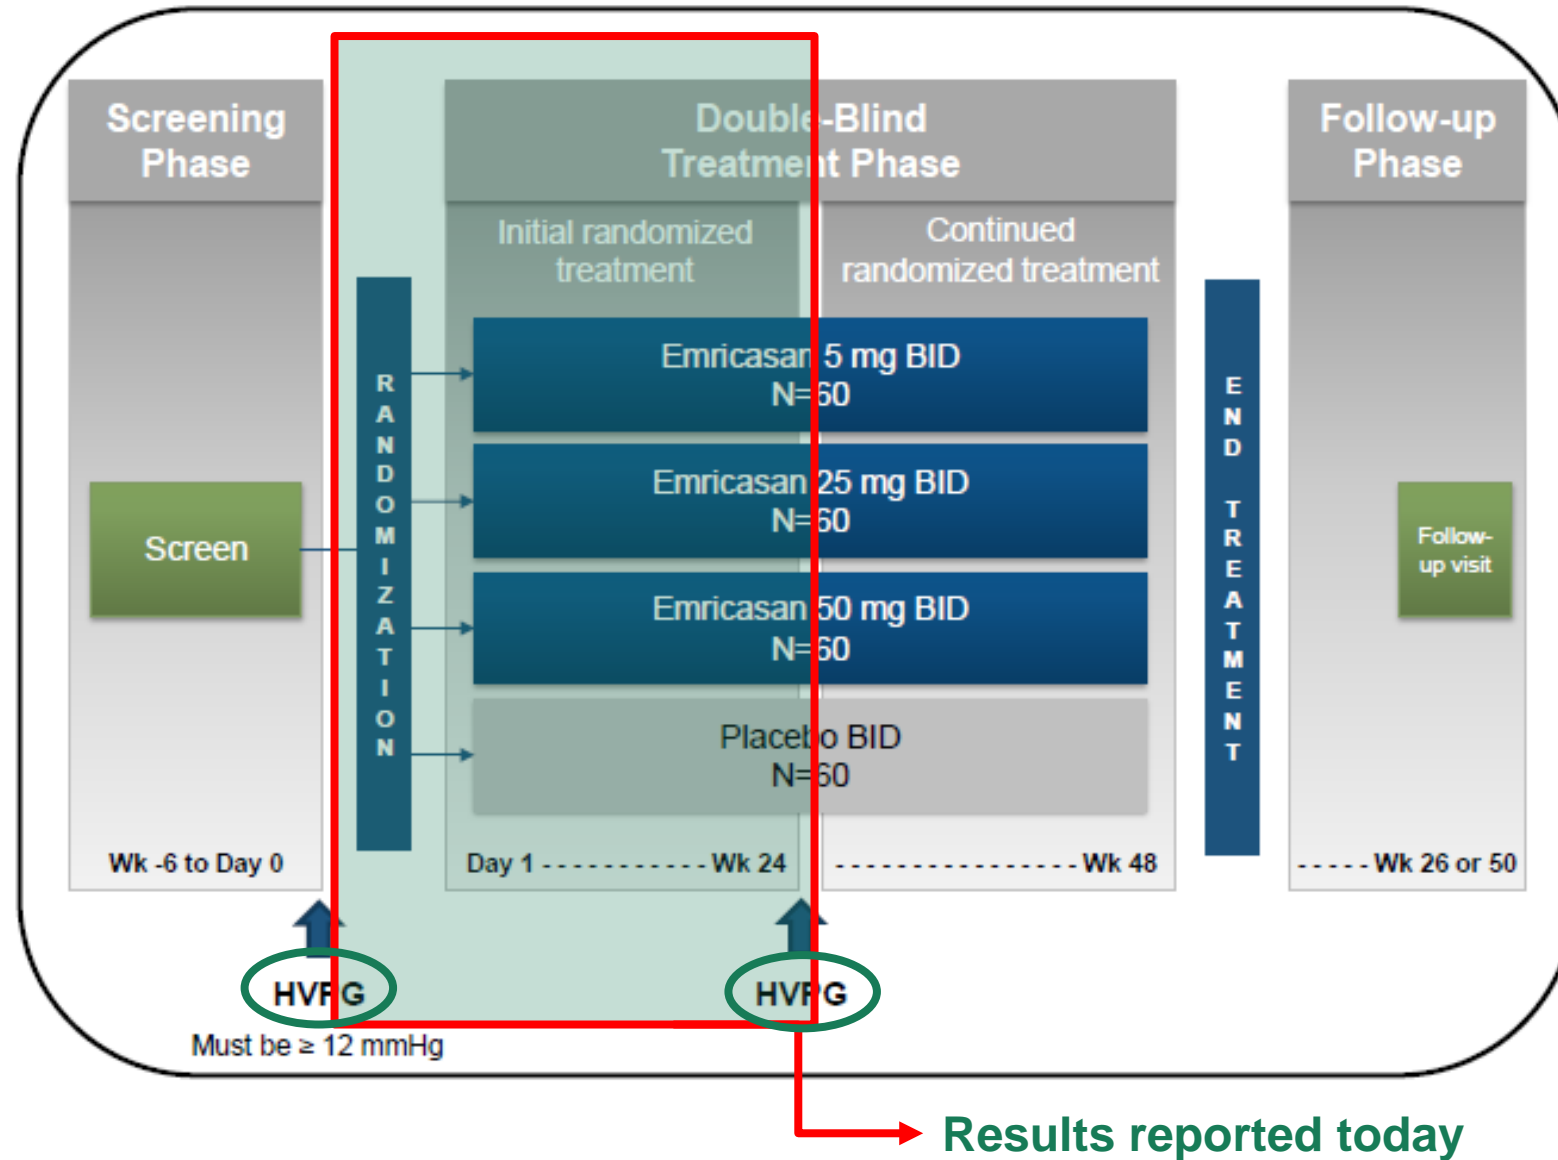 Screening
Phase
Double-Blind
Treatment Phase
Follow-up
Phase
Initial randomized
treatment
Continued
randomized treatment
Screen
RANDOMIZATION
Emricasan 5 mg BID
N=60
Emricasan 25 mg BID
N=60
Emricasan 50 mg BID
N=60
Placebo BID
N=60
END TREATMENT
Follow-
up visit
Wk -6 to Day 0
Day 1 - - - - - - - - - - - Wk 24
- - - - - - - - - - - - - - - - - Wk 48
- - - - - Wk 26 or 50
HVPG
HVPG
Must be ≥ 12 mmHg
Results reported today